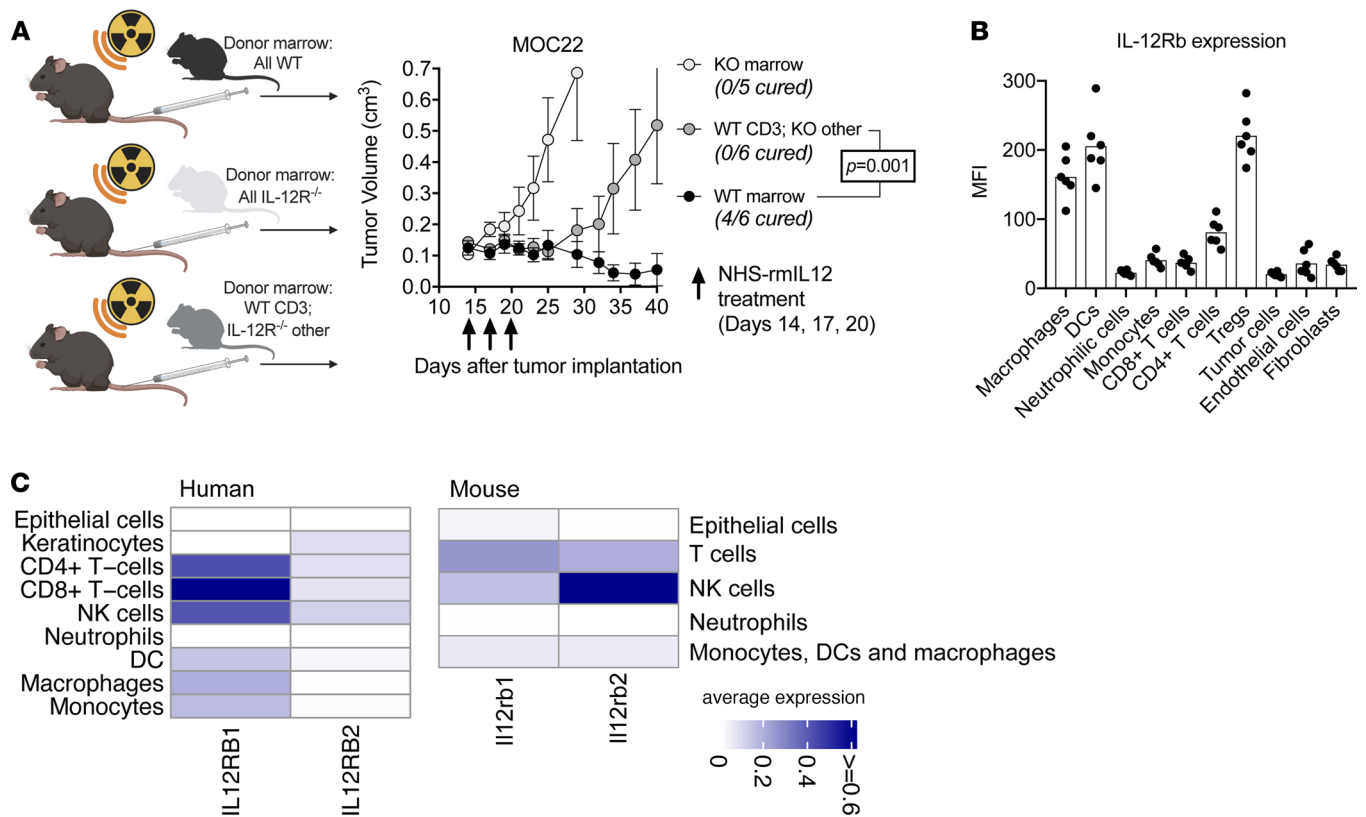 A
Donor marrow:
All WT
Donor marrow:
All IL-12R-/-
Donor marrow:
WT CD3;
IL-12R-/- other
MOC22
Tumor Volume (cm3)
0.7
0.6
0.5
0.4
0.3
0.2
0.1
0.0
10 15 20 25 30 35 40
Days after tumor implantation
KO marrow
(0/5 cured)
WT CD3; KO other
(0/6 cured)
WT marrow
(4/6 cured)
p=0.001
NHS-rmIL12
treatment
(Days 14, 17, 20)
B
IL-12Rb expression
MFI
300
200
100
0
Macrophages
DCs
Neutrophilic cells
Monocytes
CD8+ T cells
CD4+ T cells
Tregs
Tumor cells
Endothelial cells
Fibroblasts
C
Human
Epithelial cells
Keratinocytes
CD4+ T−cells
CD8+ T−cells
NK cells
Neutrophils
DC
Macrophages
Monocytes
IL12RB1
IL12RB2
Mouse
Epithelial cells
T cells
NK cells
Neutrophils
Monocytes, DCs and macrophages
Il12rb1
Il12rb2
average expression
0
0.2
0.4
>=0.6